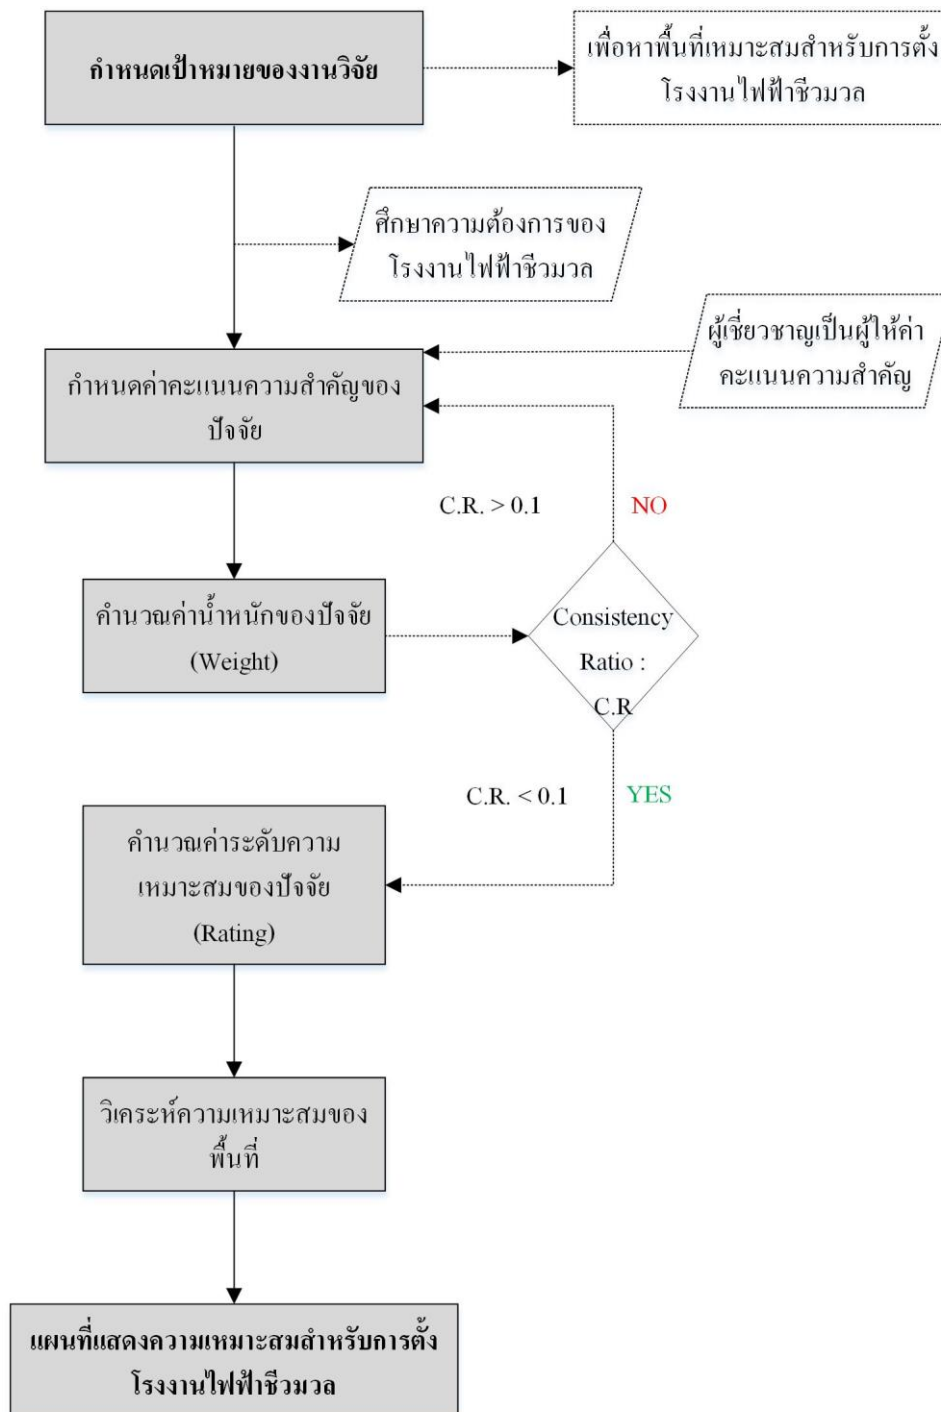 กำหนดเป้าหมายของงานวิจัย
เพื่อหาพื้นที่เหมาะสมสำหรับการตั้ง
โรงงานไฟฟ้าชีวมวล
ศึกษาความต้องการของ
โรงงานไฟฟ้าชีวมวล
ผู้เชี่ยวชาญเป็นผู้ให้ค่า
คะแนนความสำคัญ
กำหนดค่าคะแนนความสำคัญของ
ปัจจัย
C.R. > 0.1
NO
คำนวณค่าน้ำหนักของปัจจัย
(Weight)
Consistency
Ratio :
C.R
C.R. < 0.1
YES
คำนวณค่าระดับความ
เหมาะสมของปัจจัย
(Rating)
วิเคระห์ความเหมาะสมของ
พื้นที่
แผนที่แสดงความเหมาะสมสำหรับการตั้ง
โรงงานไฟฟ้าชีวมวล